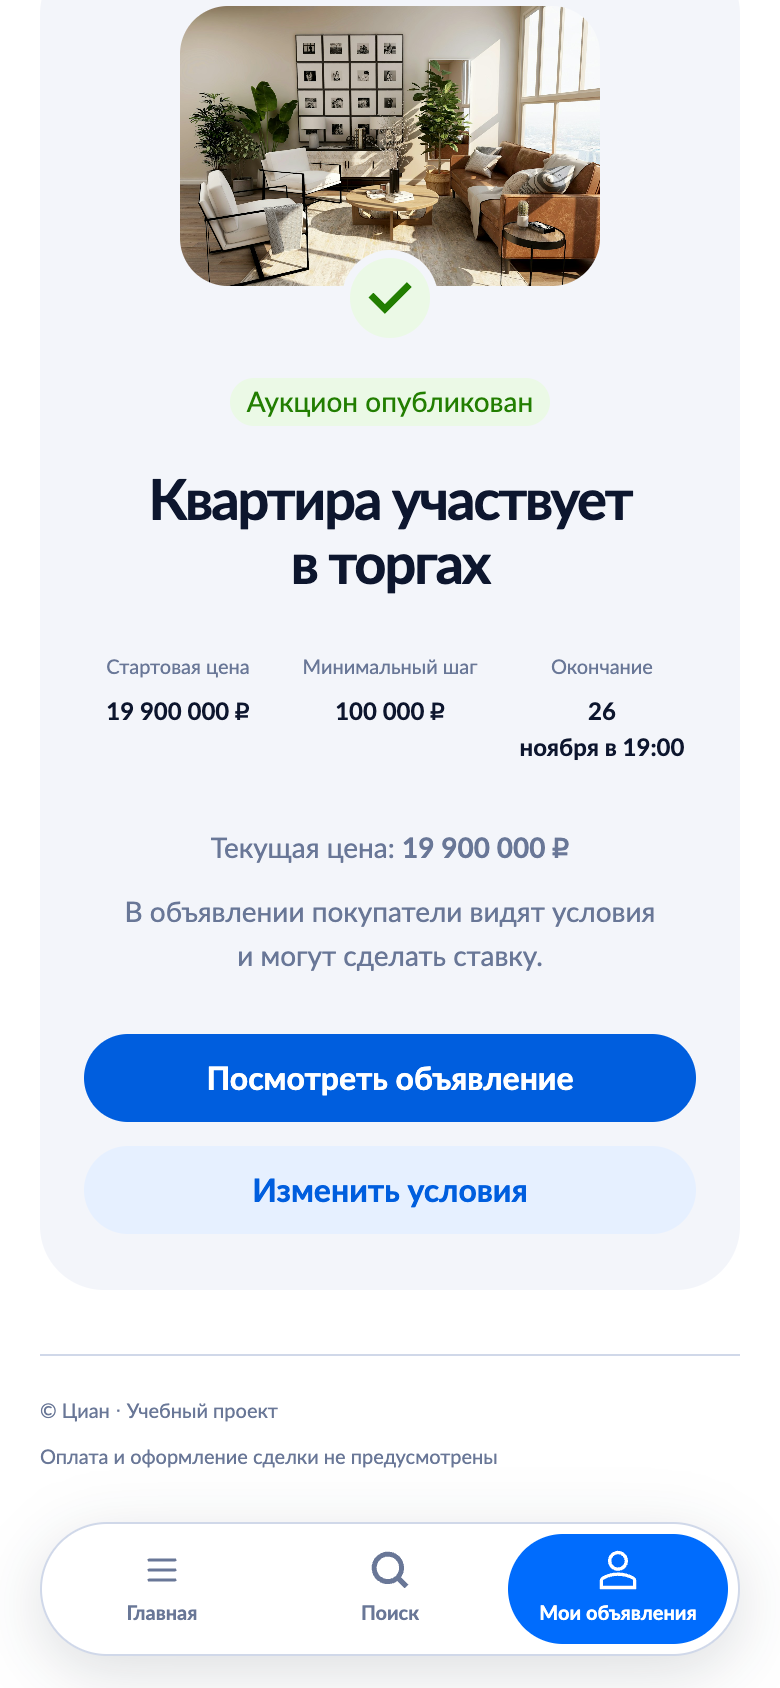 Аукцион опубликован
Квартира участвует
в торгах
Стартовая цена
19 900 000 ₽
Минимальный шаг
100 000 ₽
Окончание
26
ноября в 19:00
Текущая цена: 19 900 000 ₽
В объявлении покупатели видят условия
и могут сделать ставку.
Посмотреть объявление
Изменить условия
© Циан · Учебный проект
Оплата и оформление сделки не предусмотрены
Главная
Поиск
Мои объявления